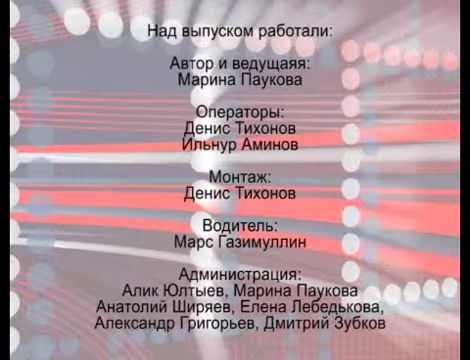 Над выпуском работали:
Автор и ведущаяя:
Марина Паукова
Операторы:
Денис Тихонов
Ильнур Аминов
Монтаж:
Денис Тихонов
Водитель:
Марс Газимуллин
Администрация:
Алик Юлтыев, Марина Паукова
Анатолий Ширяев, Елена Лебедькова,
Александр Григорьев, Дмитрий Зубков